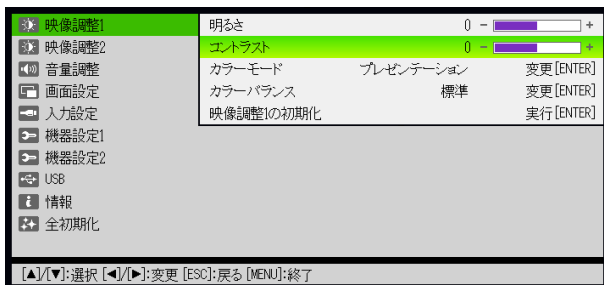 映像調整1
映像調整2
音量調整
画面設定
入力設定
機器設定1
機器設定2
USB
情報
全初期化
明るさ 0 - +
コントラスト 0 - +
カラーモード プレゼンテーション 変更[ENTER]
カラーバランス 標準 変更[ENTER]
映像調整1の初期化 実行[ENTER]
[▲]/[▼]:選択 [◀]/[▶]:変更 [ESC]:戻る [MENU]:終了